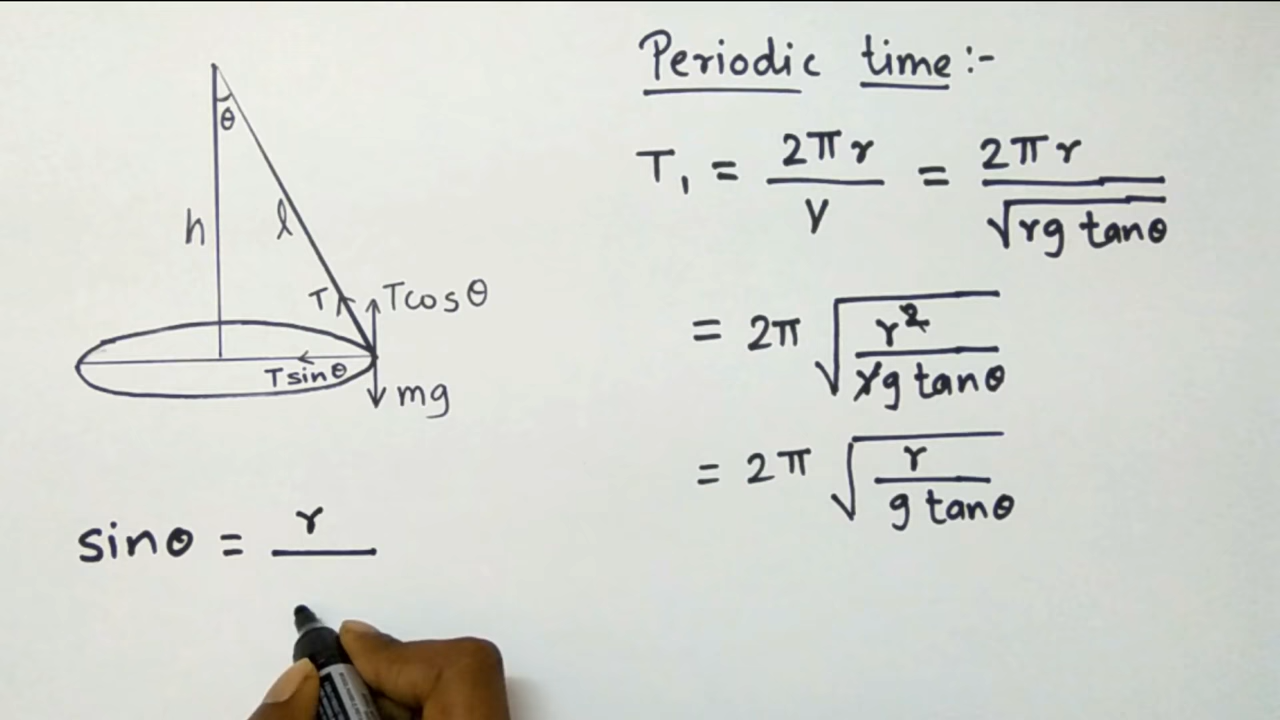 Periodic time :-
T₁ = 2πr / V = 2πr / √(rg tanθ)
= 2π √(r² / rg tanθ)
= 2π √(r / g tanθ)
θ
h
l
T
Tcosθ
Tsinθ
mg
sinθ = r /